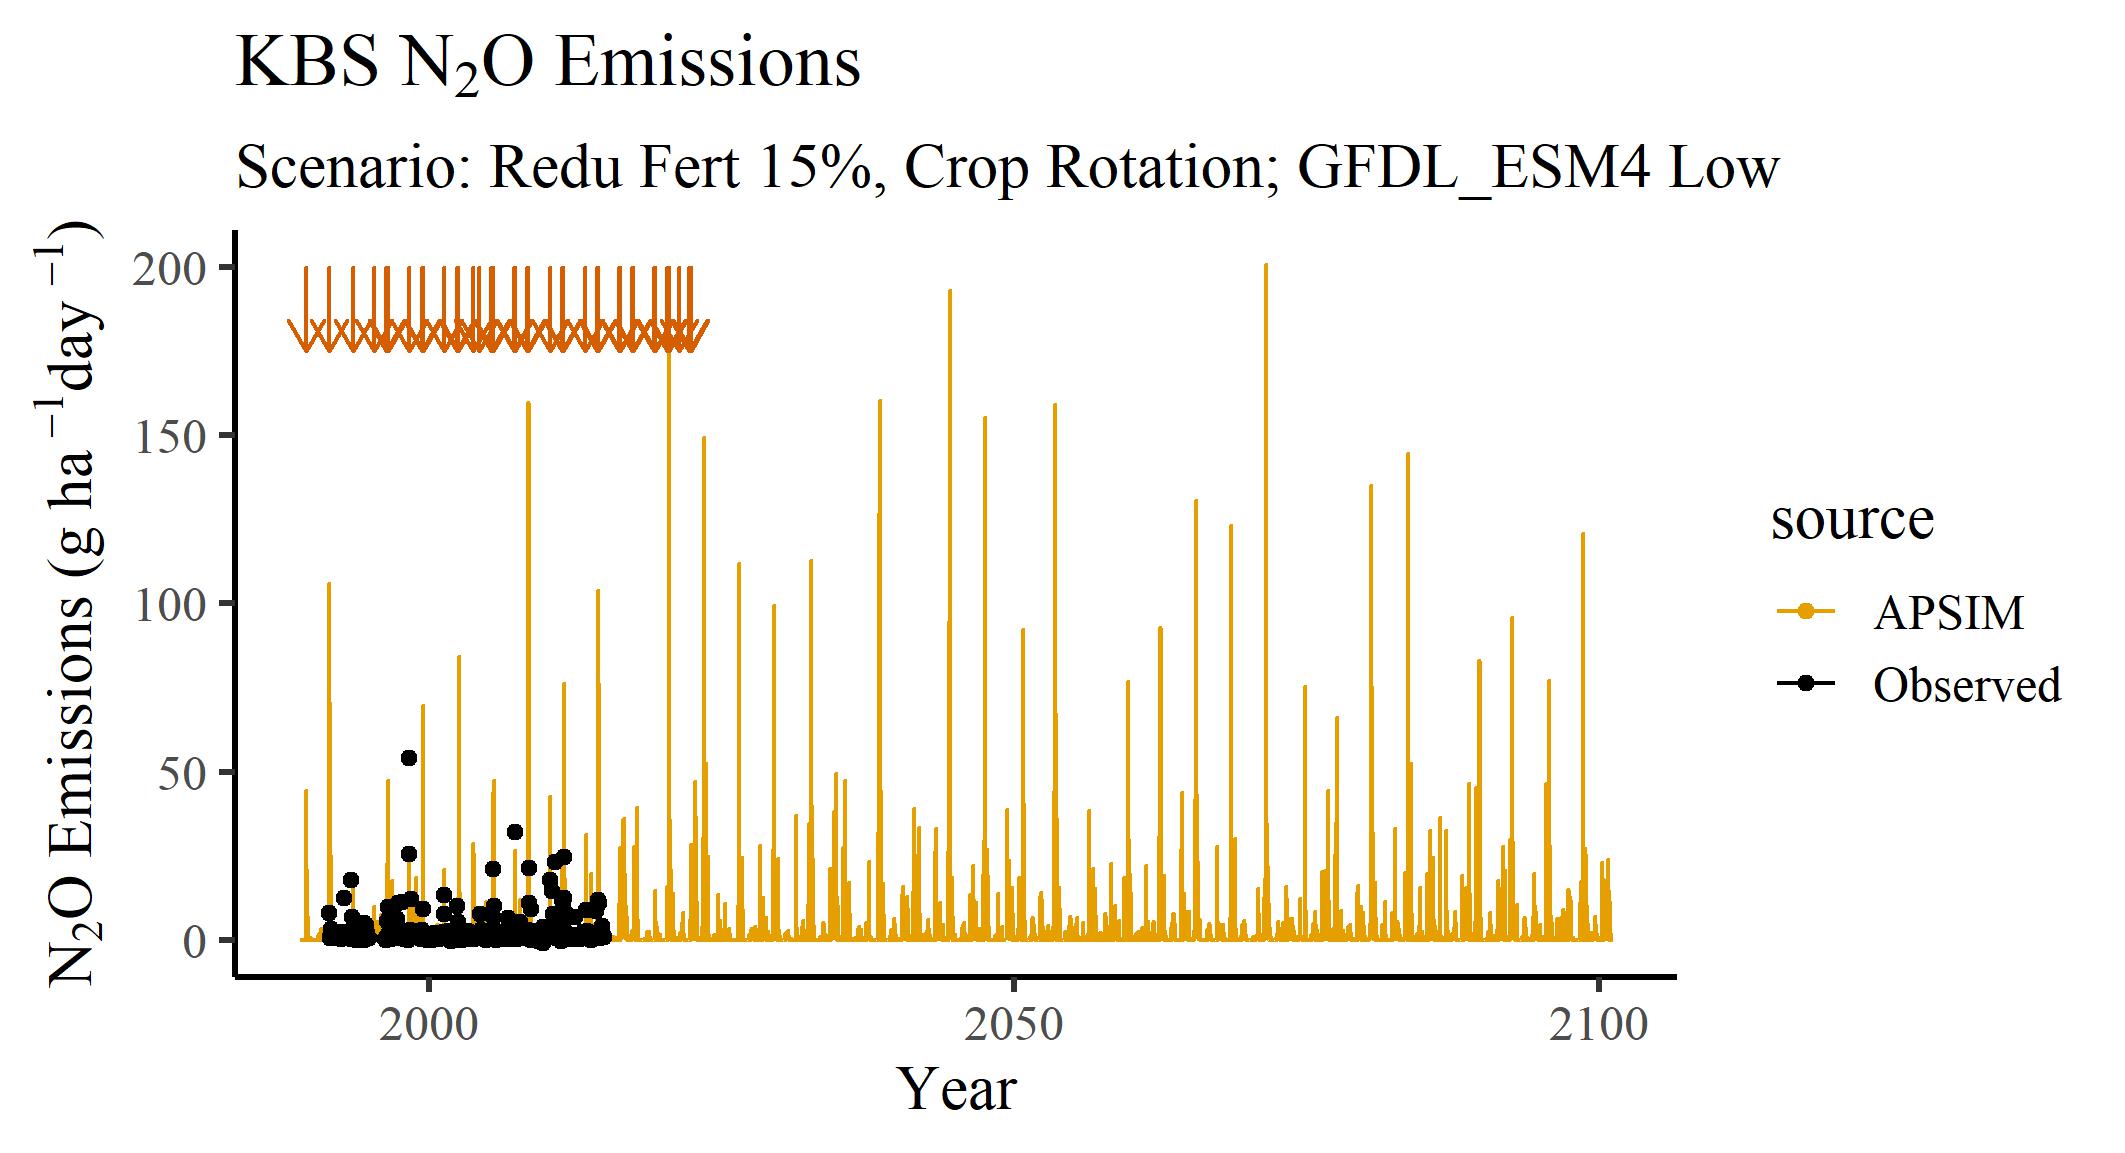 KBS N₂O Emissions
Scenario: Redu Fert 15%, Crop Rotation; GFDL_ESM4 Low
N₂O Emissions (g ha ⁻¹day ⁻¹)
200
150
100
50
0
2000 2050 2100
Year
source
APSIM
Observed